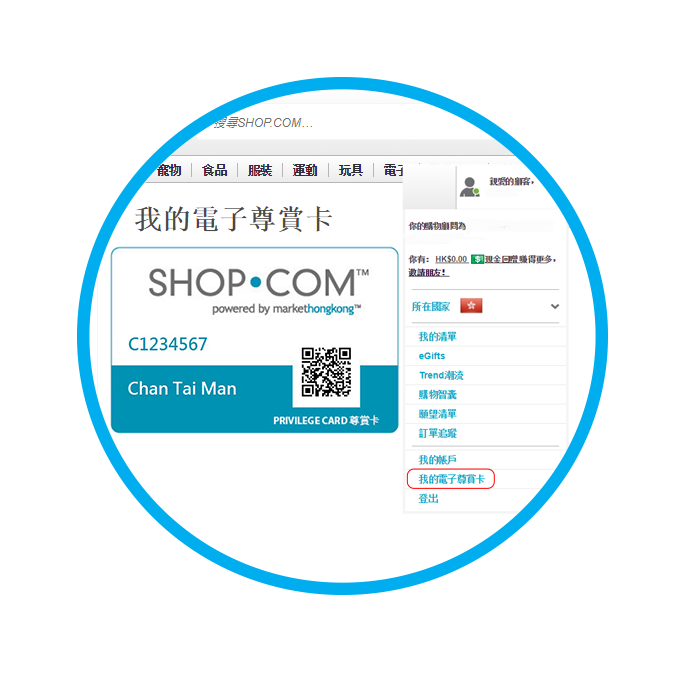 搜尋SHOP.COM...
寵物 食品 服裝 運動 玩具 電子
親愛的顧客，
我的電子尊賞卡
你的購物顧問為
SHOP•COM™
powered by markethongkong™
你有： HK$0.00 $ 現金回贈 賺得更多，
邀請朋友！
所在國家
C1234567
Chan Tai Man
PRIVILEGE CARD 尊賞卡
我的清單
eGifts
Trend潮流
購物智囊
願望清單
訂單追蹤
我的帳戶
我的電子尊賞卡
登出